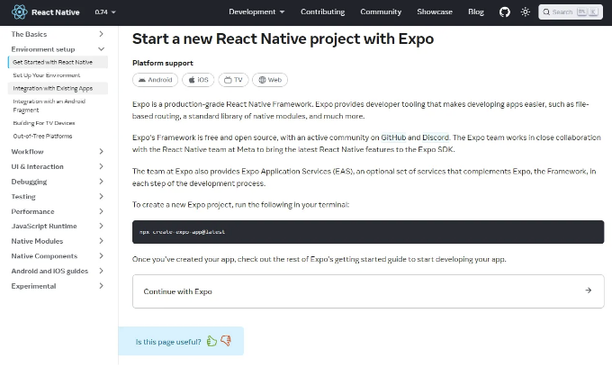 React Native 0.74 Development Contributing Community Showcase Blog Search Ctrl K
The Basics
Environment setup
Get Started with React Native
Set Up Your Environment
Integration with Existing Apps
Integration with an Android
Fragment
Building For TV Devices
Out-of-Tree Platforms
Workflow
UI & Interaction
Debugging
Testing
Performance
JavaScript Runtime
Native Modules
Native Components
Android and iOS guides
Experimental
Start a new React Native project with Expo
Platform support
Android iOS TV Web
Expo is a production-grade React Native Framework. Expo provides developer tooling that makes developing apps easier, such as file-
based routing, a standard library of native modules, and much more.
Expo's Framework is free and open source, with an active community on GitHub and Discord. The Expo team works in close collaboration
with the React Native team at Meta to bring the latest React Native features to the Expo SDK.
The team at Expo also provides Expo Application Services (EAS), an optional set of services that complements Expo, the Framework, in
each step of the development process.
To create a new Expo project, run the following in your terminal:
npx create-expo-app@latest
Once you've created your app, check out the rest of Expo's getting started guide to start developing your app.
Continue with Expo
Is this page useful?